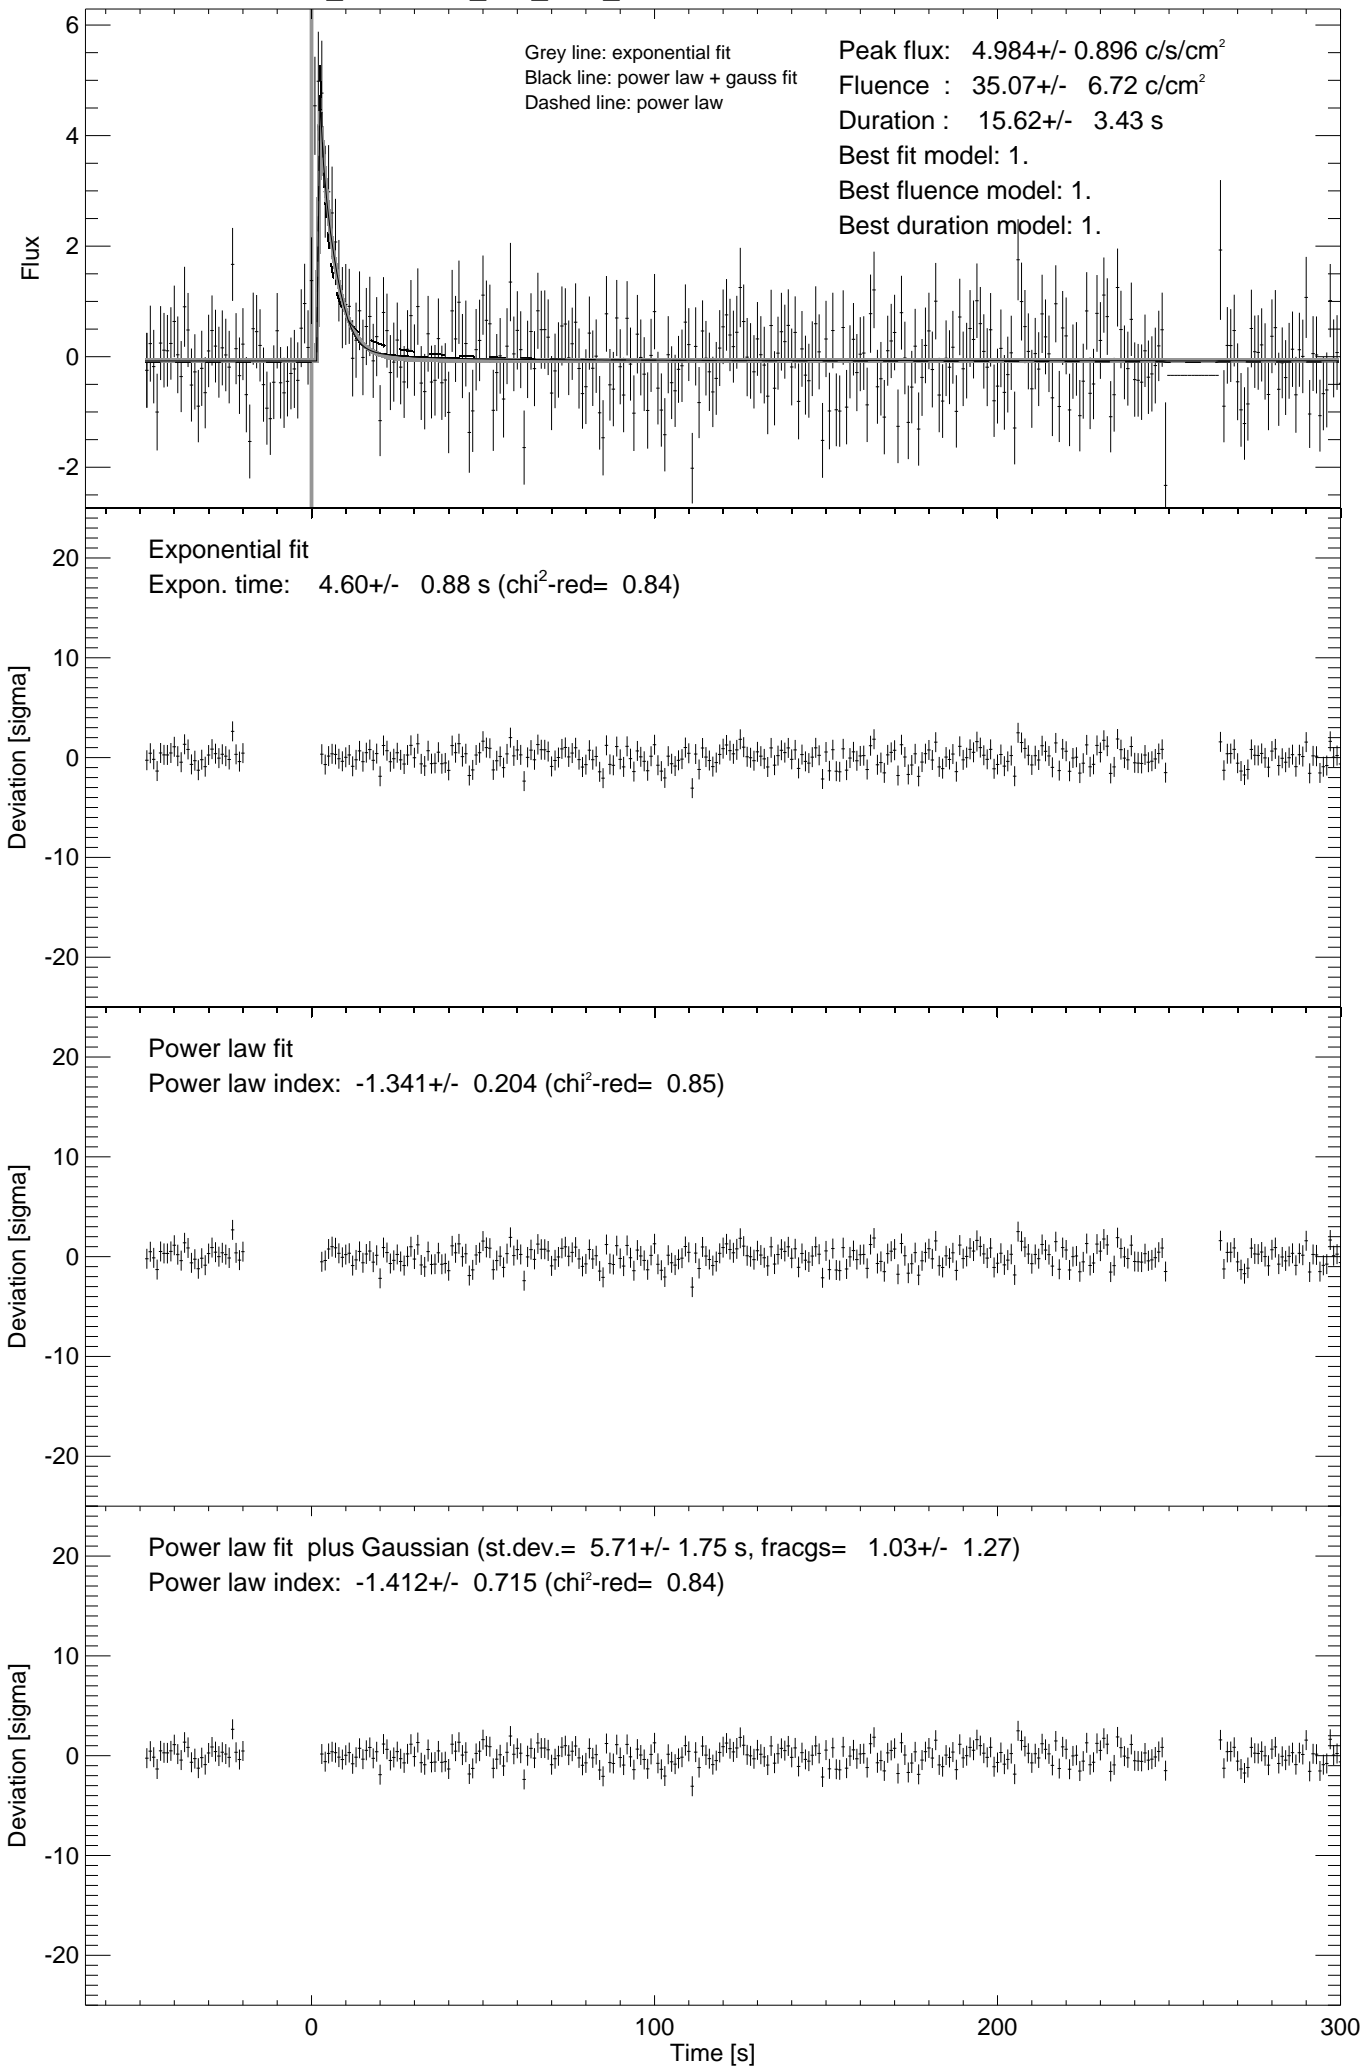 6
4
2
0
-2
Flux
Grey line: exponential fit
Black line: power law + gauss fit
Dashed line: power law
Peak flux: 4.984+/- 0.896 c/s/cm²
Fluence : 35.07+/- 6.72 c/cm²
Duration : 15.62+/- 3.43 s
Best fit model: 1.
Best fluence model: 1.
Best duration model: 1.
Exponential fit
Expon. time: 4.60+/- 0.88 s (chi²-red= 0.84)
20
10
0
-10
-20
Deviation [sigma]
Power law fit
Power law index: -1.341+/- 0.204 (chi²-red= 0.85)
20
10
0
-10
-20
Deviation [sigma]
Power law fit plus Gaussian (st.dev.= 5.71+/- 1.75 s, fracgs= 1.03+/- 1.27)
Power law index: -1.412+/- 0.715 (chi²-red= 0.84)
20
10
0
-10
-20
Deviation [sigma]
0 100 200 300
Time [s]